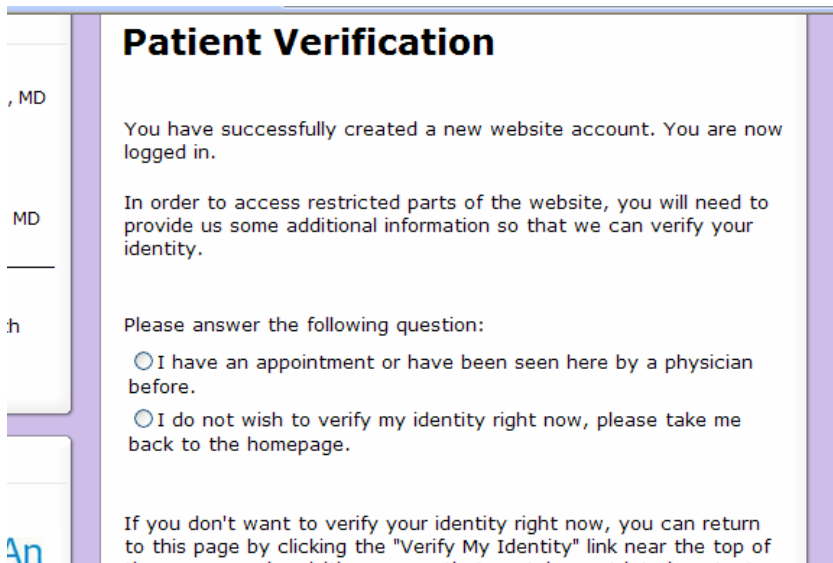 Patient Verification
, MD
You have successfully created a new website account. You are now
logged in.
In order to access restricted parts of the website, you will need to
provide us some additional information so that we can verify your
identity.
MD
Please answer the following question:
I have an appointment or have been seen here by a physician
before.
I do not wish to verify my identity right now, please take me
back to the homepage.
If you don't want to verify your identity right now, you can return
to this page by clicking the "Verify My Identity" link near the top of
An